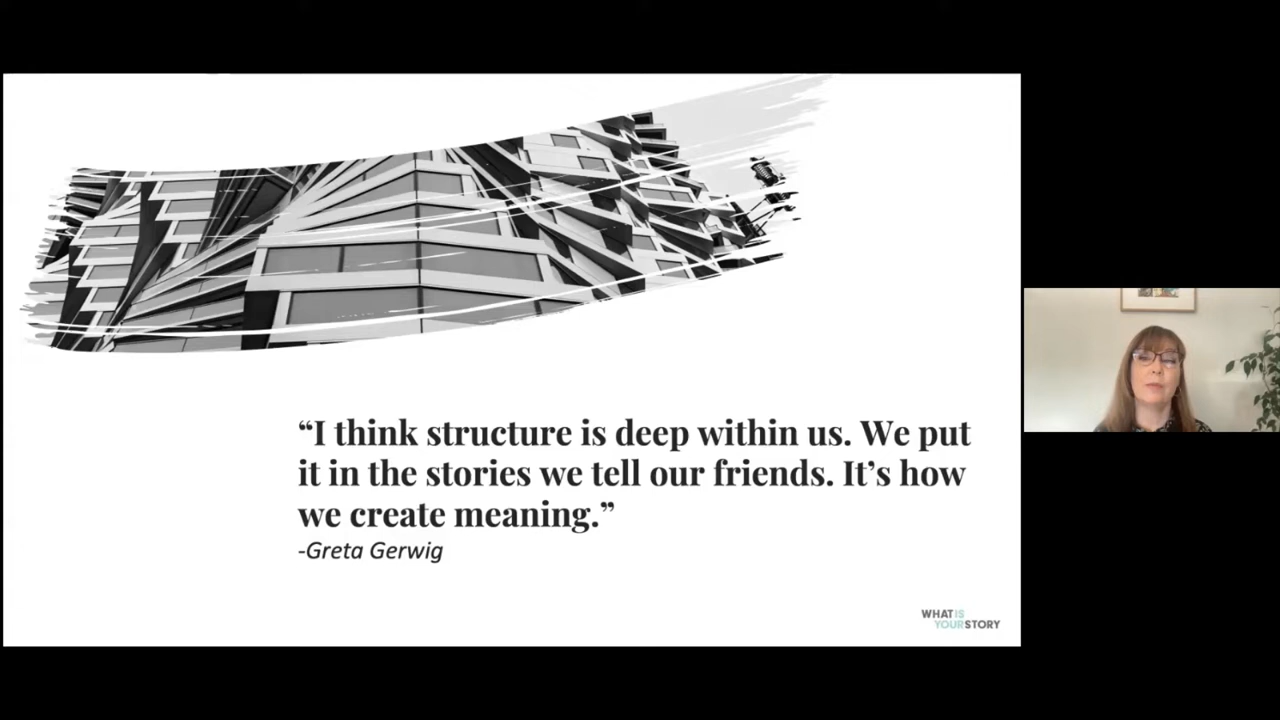 “I think structure is deep within us. We put
it in the stories we tell our friends. It’s how
we create meaning.”
-Greta Gerwig
WHAT IS
YOUR STORY